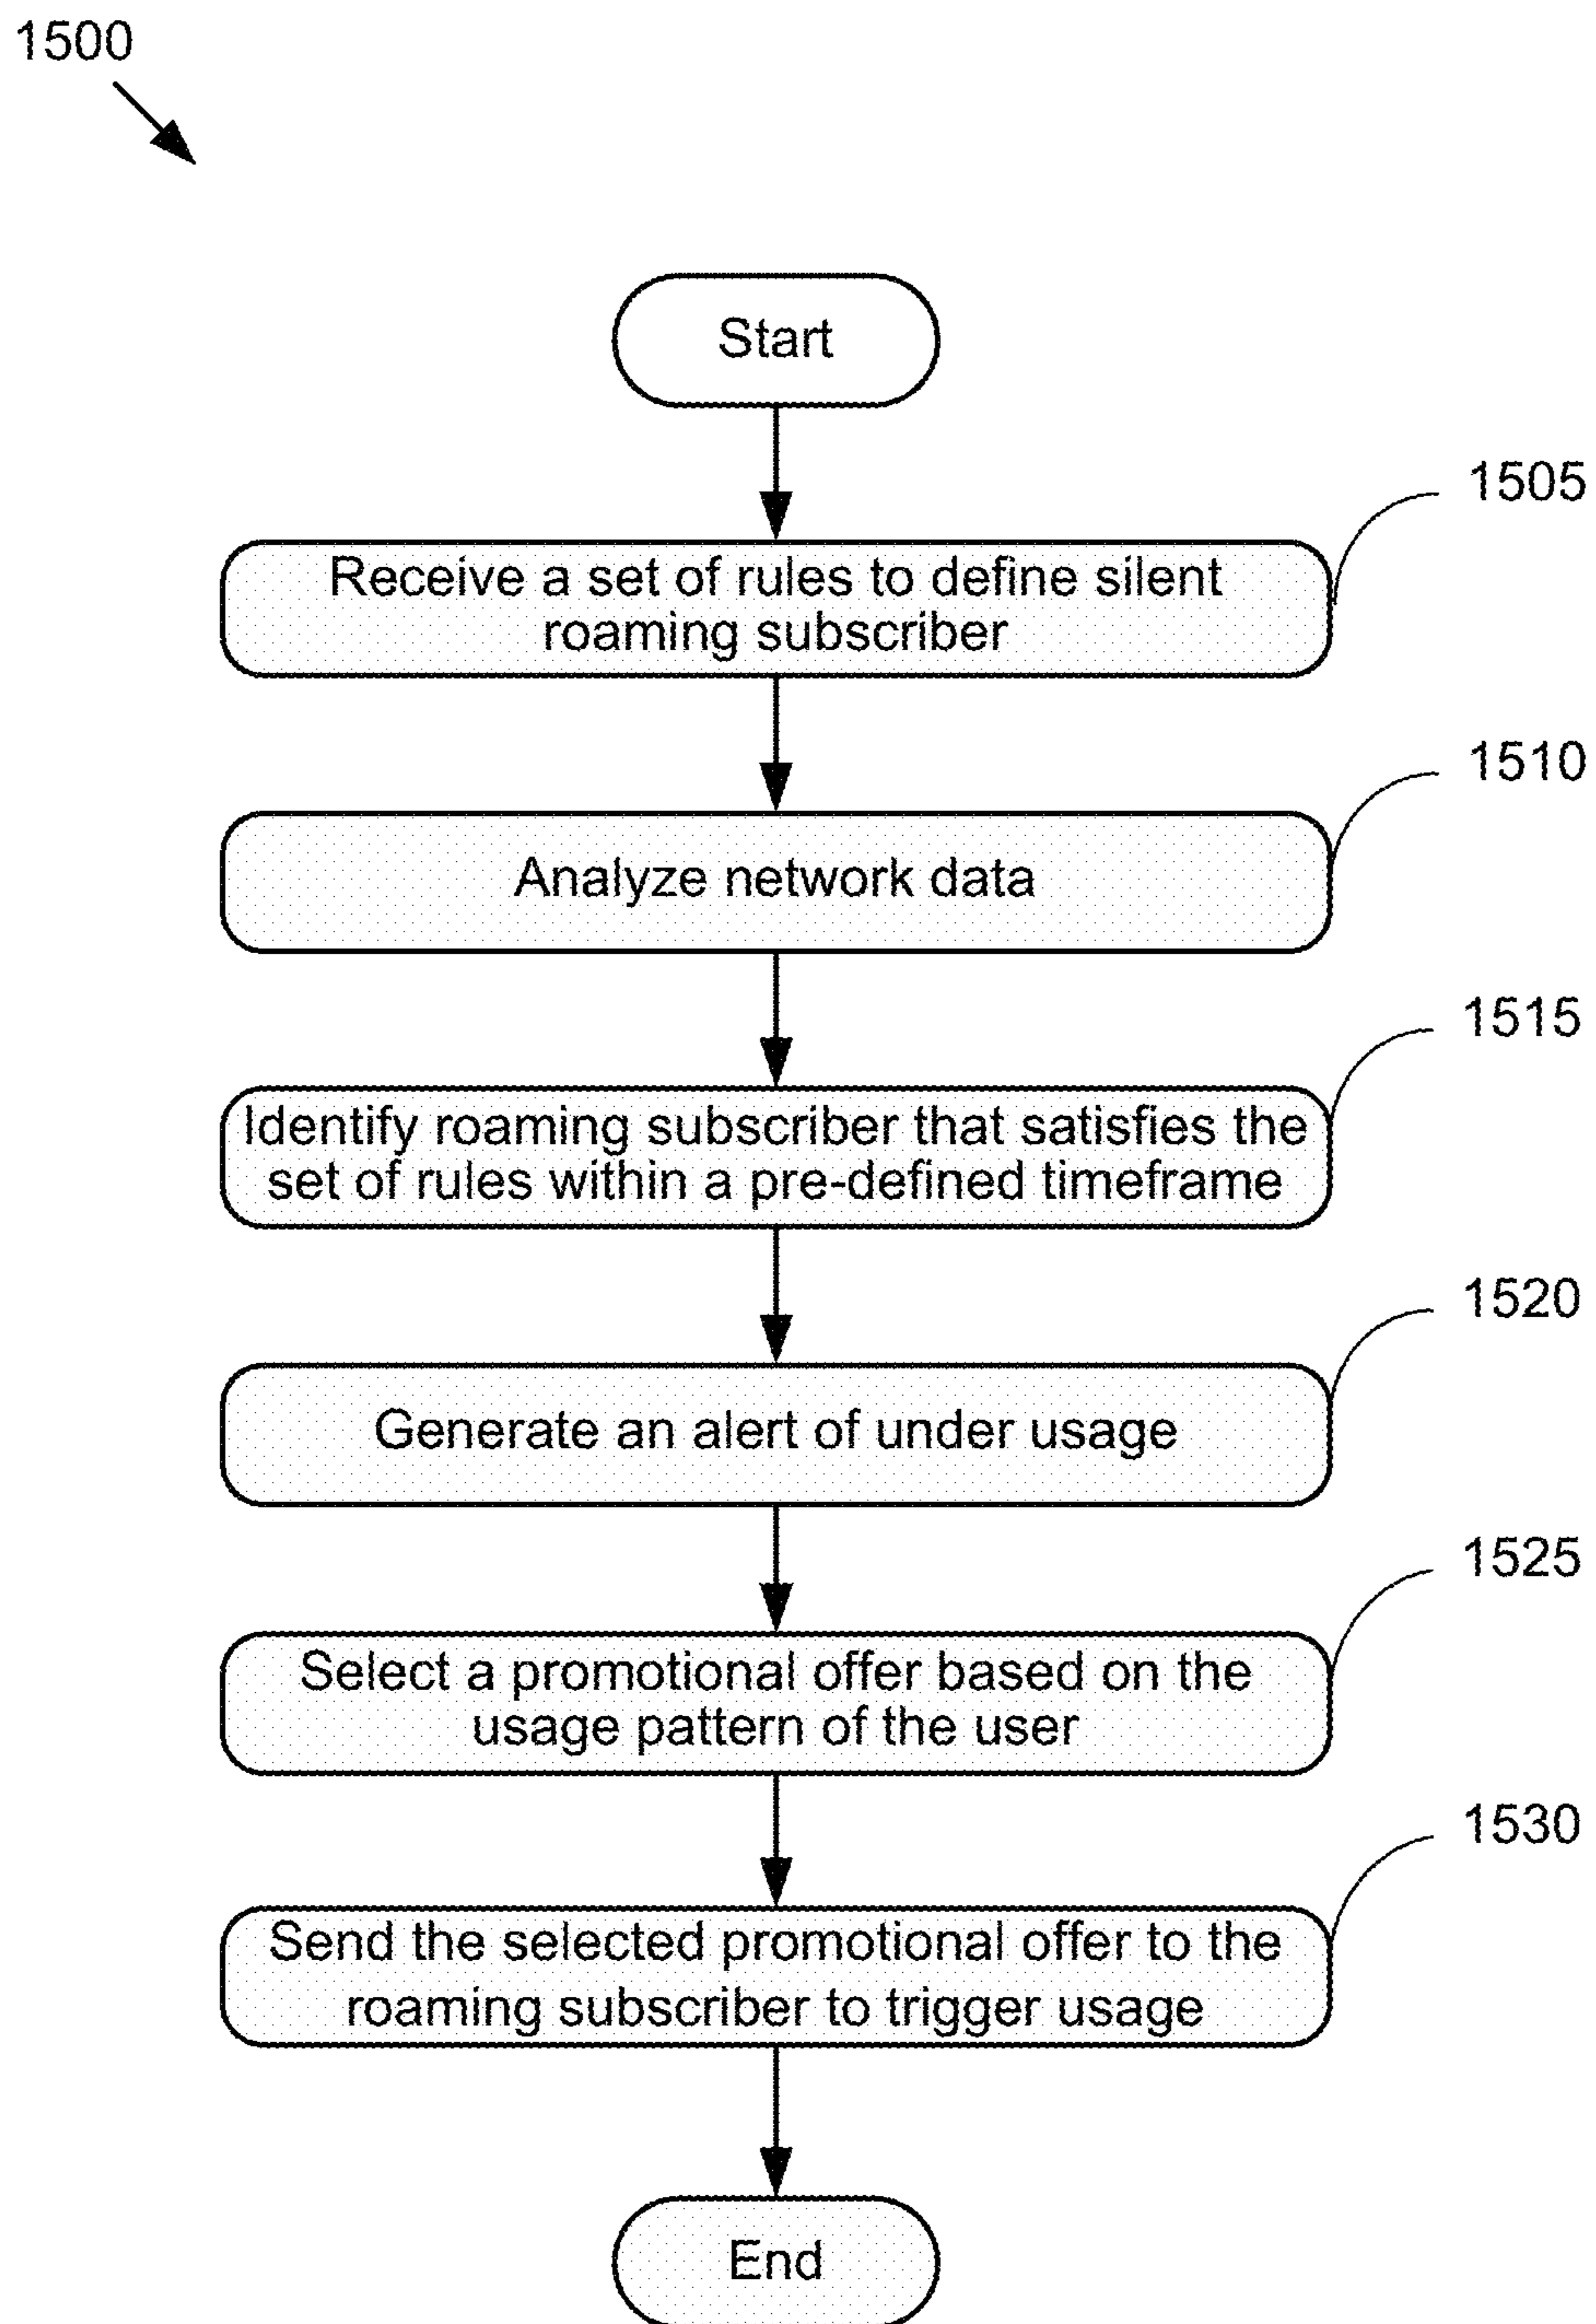 1500
Start
1505
Receive a set of rules to define silent
roaming subscriber
1510
Analyze network data
1515
Identify roaming subscriber that satisfies the
set of rules within a pre-defined timeframe
1520
Generate an alert of under usage
1525
Select a promotional offer based on the
usage pattern of the user
1530
Send the selected promotional offer to the
roaming subscriber to trigger usage
End